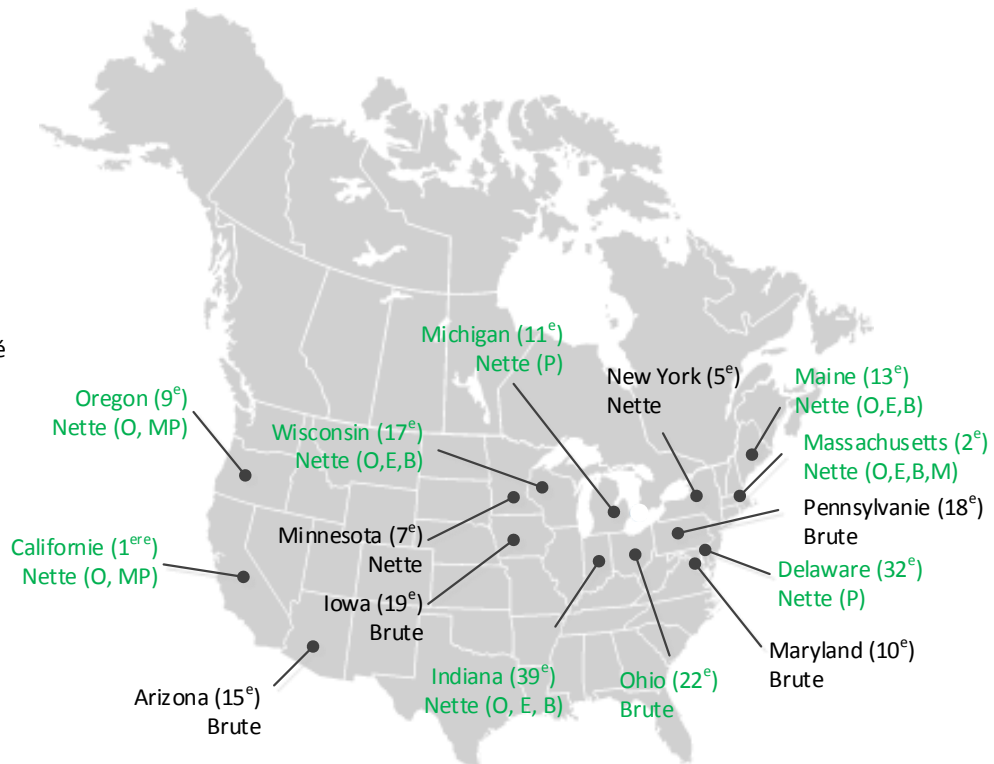 Michigan (11e)
Nette (P)
é
New York (5e)
Nette
Maine (13e)
Nette (O,E,B)
Oregon (9e)
Nette (O, MP)
Wisconsin (17e)
Nette (O,E,B)
Massachusetts (2e)
Nette (O,E,B,M)
Pennsylvanie (18e)
Brute
Minnesota (7e)
Nette
Californie (1ere)
Nette (O, MP)
Delaware (32e)
Nette (P)
Iowa (19e)
Brute
Maryland (10e)
Brute
Indiana (39e)
Nette (O, E, B)
Ohio (22e)
Brute
Arizona (15e)
Brute